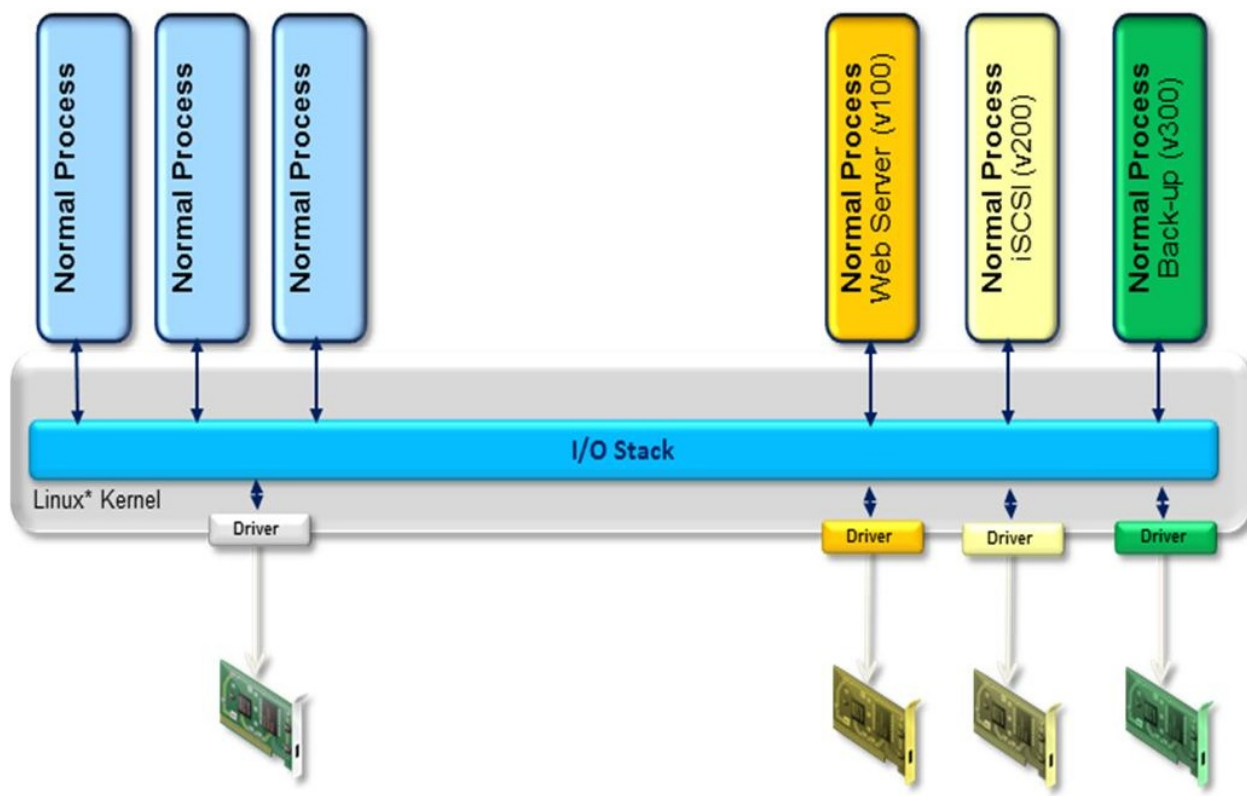 Normal Process
Normal Process
Normal Process
Normal Process
Web Server (v100)
Normal Process
iSCSI (v200)
Normal Process
Back-up (v300)
I/O Stack
Linux* Kernel
Driver
Driver
Driver
Driver